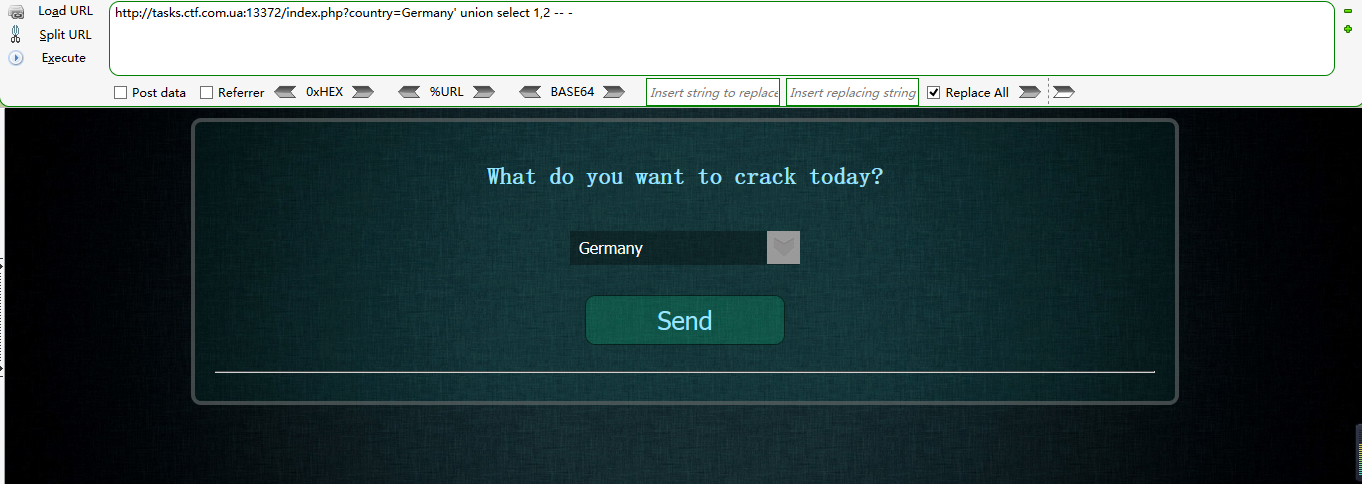 Load URL
http://tasks.ctf.com.ua:13372/index.php?country=Germany' union select 1,2 -- -
Split URL
Execute
Post data Referrer 0xHEX %URL BASE64 Insert string to replace Insert replacing string Replace All
What do you want to crack today?
Germany
Send